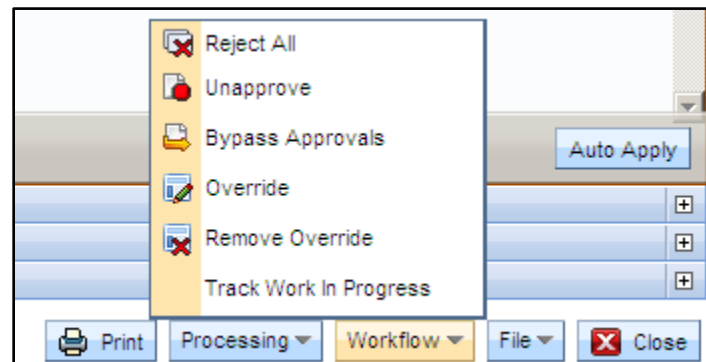 Reject All
Unapprove
Bypass Approvals
Auto Apply
Override
Remove Override
Track Work In Progress
Print Processing Workflow File Close